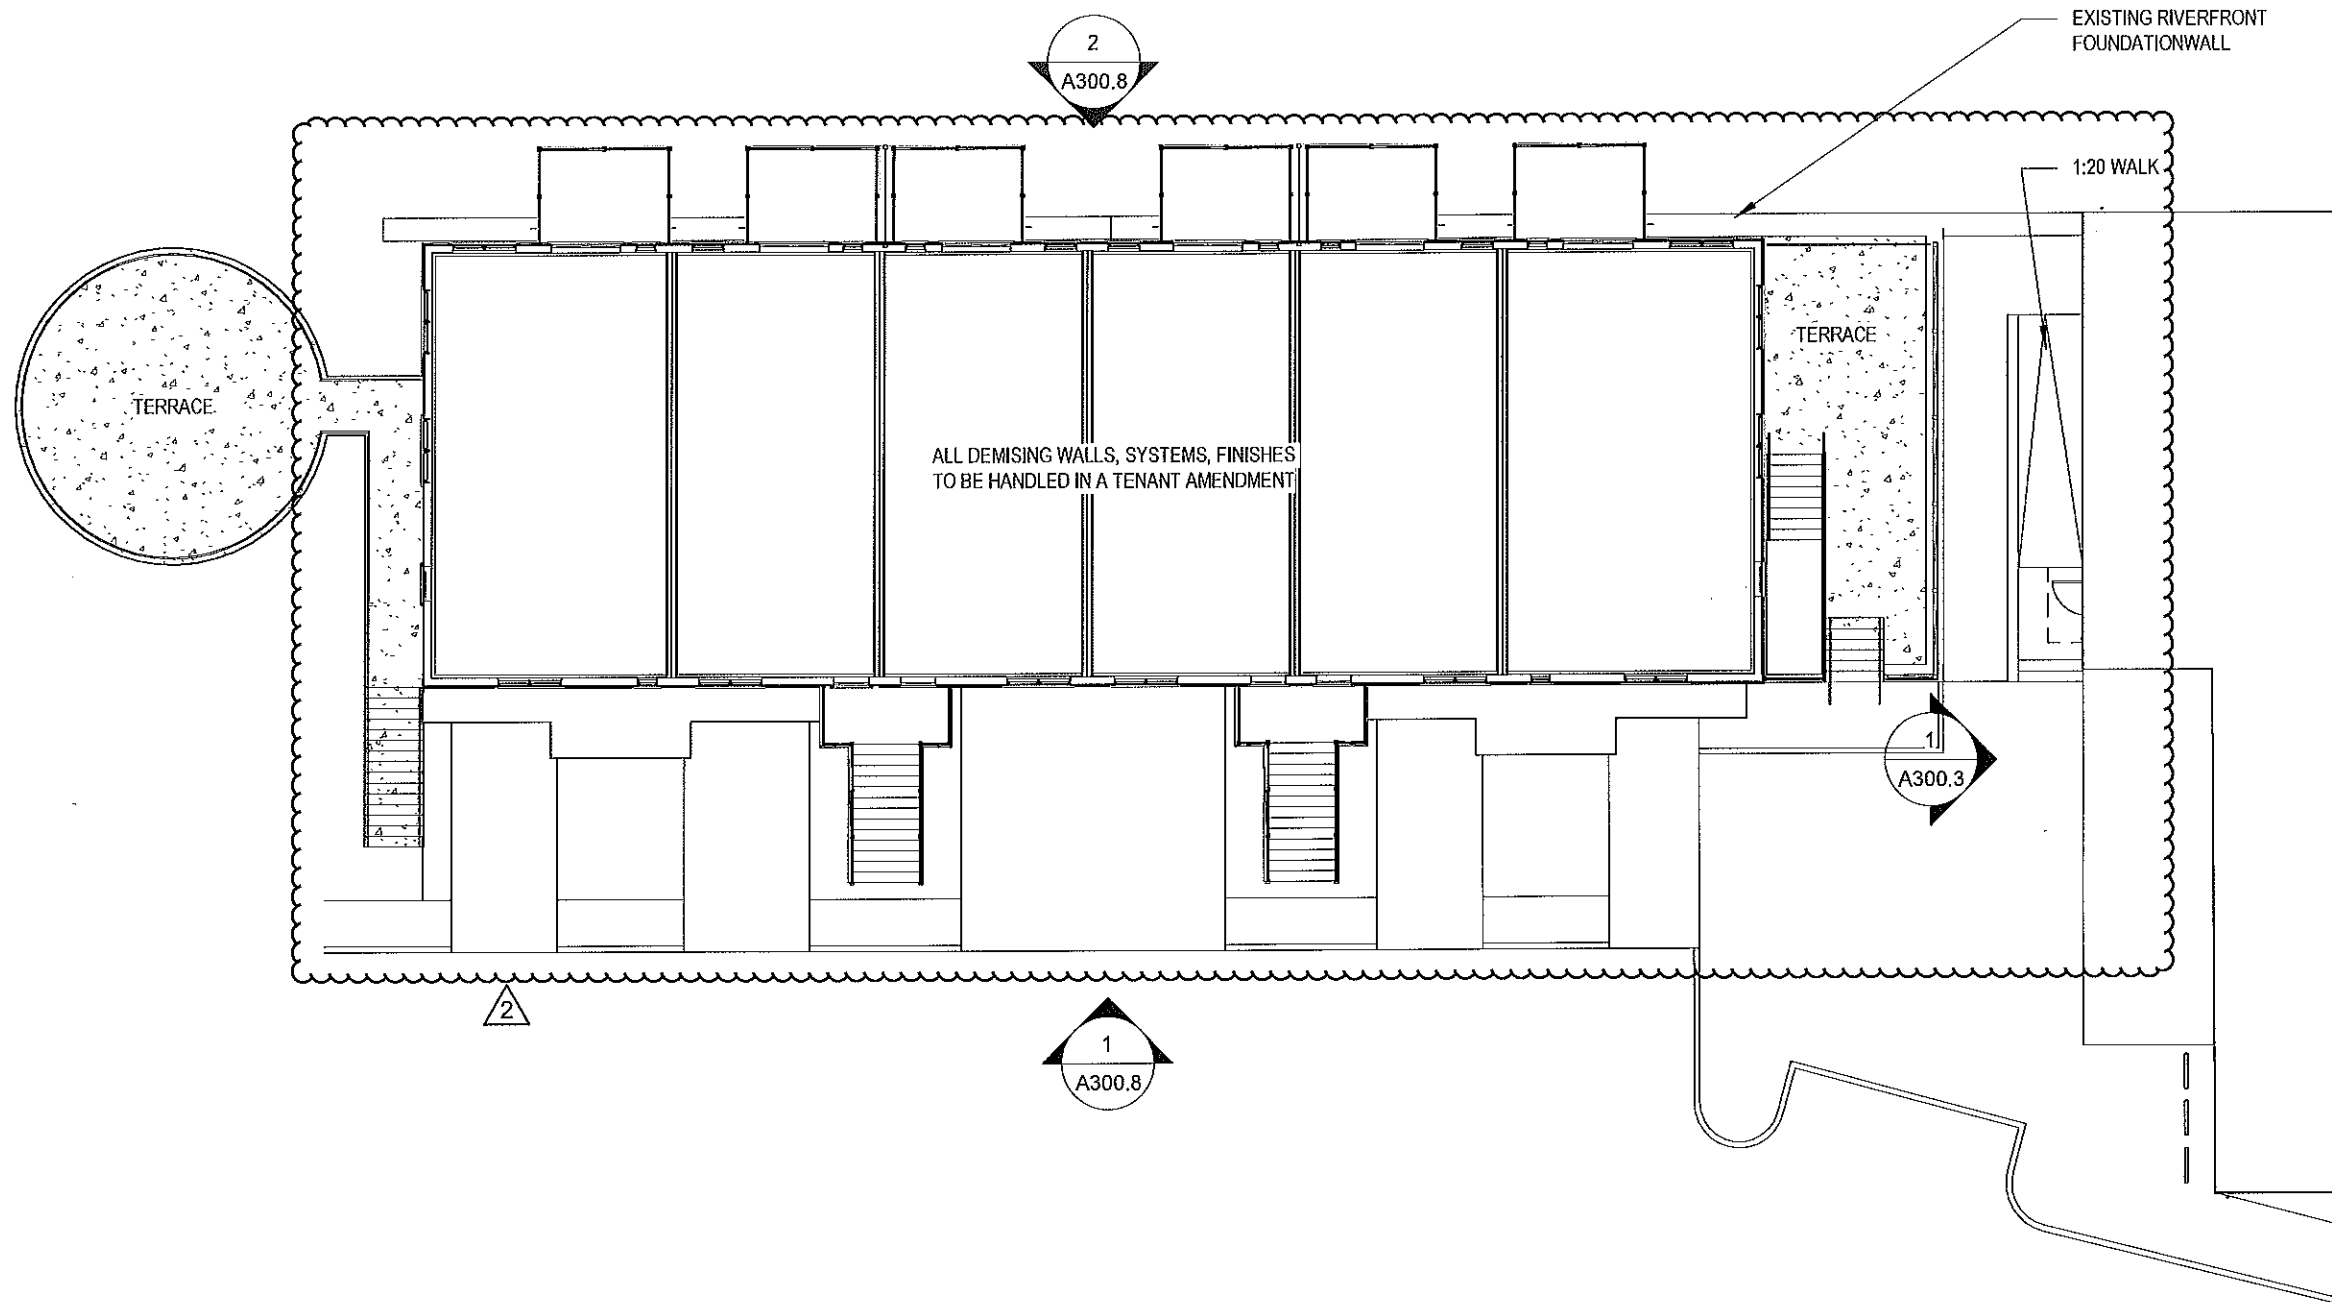 EXISTING RIVERFRONT
FOUNDATIONWALL
2
A300.8
1:20 WALK
TERRACE
TERRACE
ALL DEMISING WALLS, SYSTEMS, FINISHES
TO BE HANDLED IN A TENANT AMENDMENT
1
A300.3
2
1
A300.8